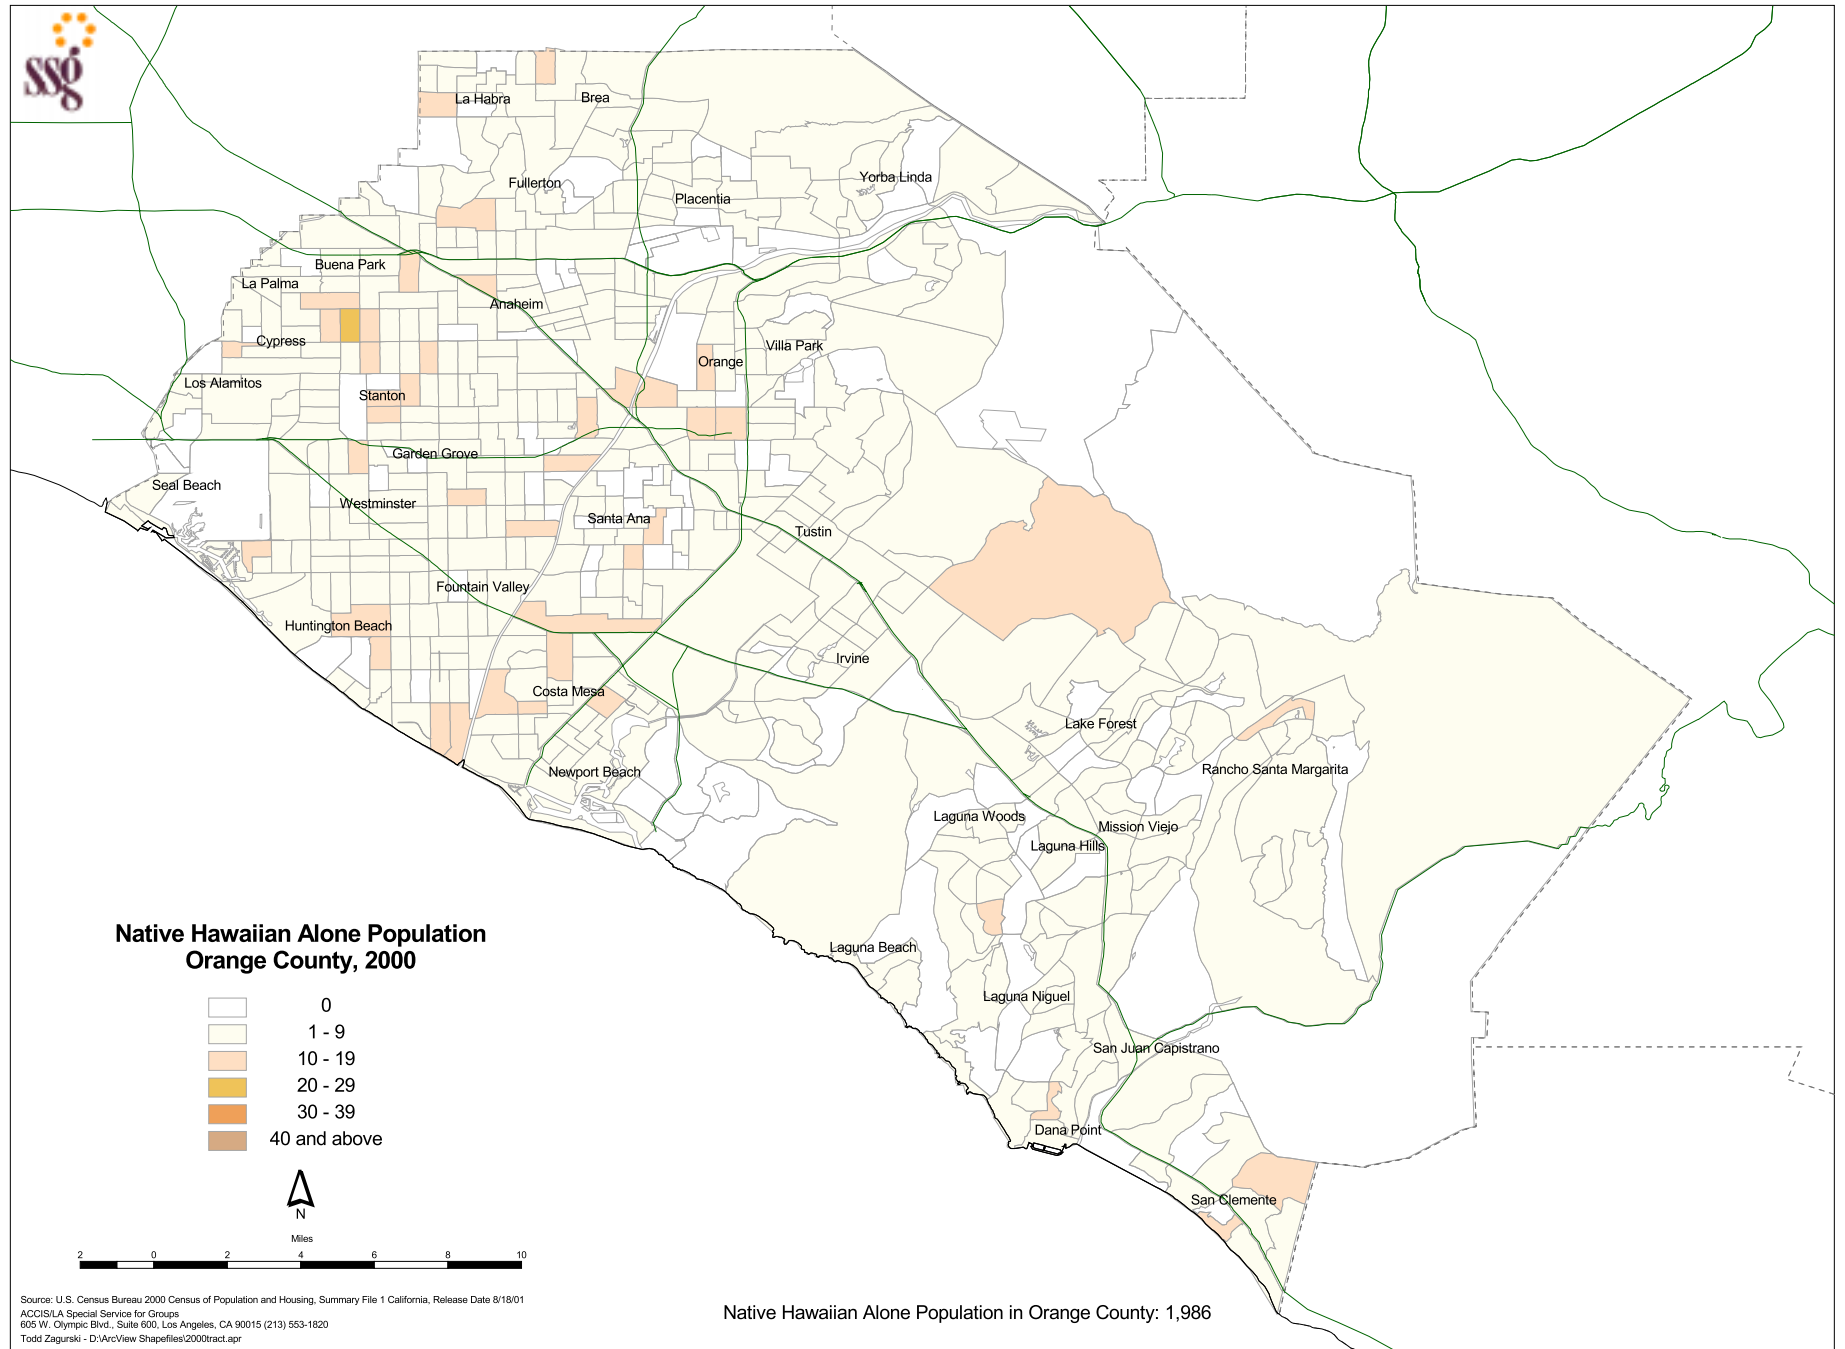 ssg
La Habra
Brea
Fullerton
Yorba Linda
Placentia
Buena Park
La Palma
Anaheim
Cypress
Villa Park
Orange
Los Alamitos
Stanton
Garden Grove
Seal Beach
Westminster
Santa Ana
Tustin
Fountain Valley
Huntington Beach
Irvine
Costa Mesa
Lake Forest
Newport Beach
Rancho Santa Margarita
Laguna Woods
Mission Viejo
Laguna Hills
Laguna Beach
Laguna Niguel
San Juan Capistrano
Dana Point
San Clemente
Native Hawaiian Alone Population
Orange County, 2000
0
1 - 9
10 - 19
20 - 29
30 - 39
40 and above
N
Miles
2 0 2 4 6 8 10
Source: U.S. Census Bureau 2000 Census of Population and Housing, Summary File 1 California, Release Date 8/18/01
ACCIS/LA Special Service for Groups
605 W. Olympic Blvd., Suite 600, Los Angeles, CA 90015 (213) 553-1820
Todd Zagurski - D:\ArcView Shapefiles\2000tract.apr
Native Hawaiian Alone Population in Orange County: 1,986